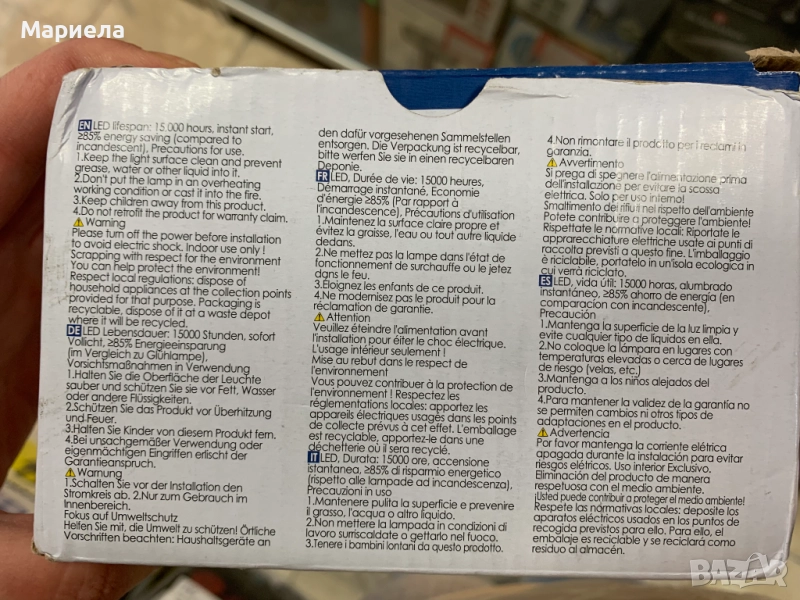 Мариела
EN LED lifespan: 15 000 hours, instant start,
≥85% energy saving (compared to
incandescent). Precautions for use.
1.Keep the light surface clean and prevent
grease, water or other liquid into it.
2.Don't put the lamp in an overheating
working condition or cast it into the fire.
3.Keep children away from this product.
4.Do not retrofit the product for warranty claim.
⚠Warning
Please turn off the power before installation
to avoid electric shock. Indoor use only !
Scrapping with respect for the environment
You can help protect the environment!
Respect local regulations: dispose of
household appliances at the collection points
provided for that purpose. Packaging is
recyclable, dispose of it at a waste depot
where it will be recycled.
DE LED Lebensdauer: 15000 Stunden, sofort
Vollicht, ≥85% Energieeinsparung
(im Vergleich zu Glühlampe),
Vorsichtsmaßnahmen in Verwendung
1.Halten Sie die Oberfläche der Leuchte
sauber und schützen Sie sie vor Fett, Wasser
oder andere Flüssigkeiten.
2.Schützen Sie das Produkt vor Überhitzung
und Feuer.
3.Halten Sie Kinder von diesem Produkt fern.
4.Bei unsachgemäßer Verwendung oder
eigenmächtigen Eingriffen erlischt der
Garantieanspruch.
⚠Warnung
1.Schalten Sie vor der Installation den
Stromkreis ab. 2.Nur zum Gebrauch im
Innenbereich.
Fokus auf Umweltschutz
Helfen Sie mit, die Umwelt zu schützen! Örtliche
Vorschriften beachten: Haushaltsgeräte an
den dafür vorgesehenen Sammelstellen
entsorgen. Die Verpackung ist recycelbar,
bitte werfen Sie sie in einen recycelbaren
Deponie.
FR LED, Durée de vie: 15000 heures,
Démarrage instantané. Economie
d'énergie ≥85% (Par rapport à
l'incandescence), Précautions d'utilisation
1.Maintenez la surface claire propre et
évitez la graisse, l'eau ou tout autre liquide
dedans.
2.Ne mettez pas la lampe dans l'état de
fonctionnement de surchauffe ou le jetez
dans le feu.
3.Éloignez les enfants de ce produit.
4.Ne modernisez pas le produit pour la
réclamation de garantie.
⚠Attention
Veuillez éteindre l'alimentation avant
l'installation pour éiter le choc électrique.
L'usage intérieur seulement !
Mise au rebut dans le respect de
l'environnement
Vous pouvez contribuer à la protection de
l'environnement ! Respectez les
réglementations locales: apportez les
appareils électriques usagés dans les points
de collecte prévus à cet effet. L'emballage
est recyclable, apportez-le dans une
déchetterie où il sera recyclé.
IT LED, Durata: 15000 ore, accensione
istantanea, ≥85% di risparmio energetico
(rispetto alle lampade ad incandescenza).
Precauzioni in uso
1.Mantenere pulita la superficie e prevenire
il grasso, l'acqua o altro liquido.
2.Non mettere la lampada in condizioni di
lavoro surriscaldate o gettarlo nel fuoco.
3.Tenere i bambini lontani da questo prodotto.
4.Non rimontare il prodotto per i reclami in
garanzia.
⚠Avvertimento
Si prega di spegnere l'alimentazione prima
dell'installazione per evitare la scossa
elettrica. Solo per uso interno!
Smaltimento dei rifiuti nel rispetto dell'ambiente
Potete contribuire a proteggere l'ambiente!
Rispettate le normative locali: Riportate le
apparecchiature elettriche usate ai punti di
raccolta previsti a questo fine. L'imballaggio
è riciclabile, portatelo in un'isola ecologica in
cui verrà riciclato.
ES LED, vida útil: 15000 horas, alumbrado
instantáneo, ≥85% ahorro de energía (en
comparacion con incandescente),
Precaución
1.Mantenga la superficie de la luz limpia y
evite cualquier tipo de líquidos en ella.
2.No coloque la lámpara en lugares con
temperaturas elevadas o cerca de lugares
de riesgo (velas, etc.)
3.Mantenga a los niños alejados del
producto.
4.Para mantener la validez de la garantía no
se permiten cambios ni otros tipos de
adaptaciones en el producto.
⚠Advertencia
Por favor mantenga la corriente elétrica
apagada durante la instalación para evitar
riesgos elétricos. Uso interior Exclusivo.
Eliminación del producto de manera
respetuosa con el medio ambiente.
¡Usted puede contribuir a proteger el medio ambiente!
Respete las normativas locales: deposite los
aparatos eléctricos usados en los puntos de
recogida previstos para ello. Para ello, el
embalaje es reciclable y se reciclará como
residuo al almacén.
BAZAR.bg